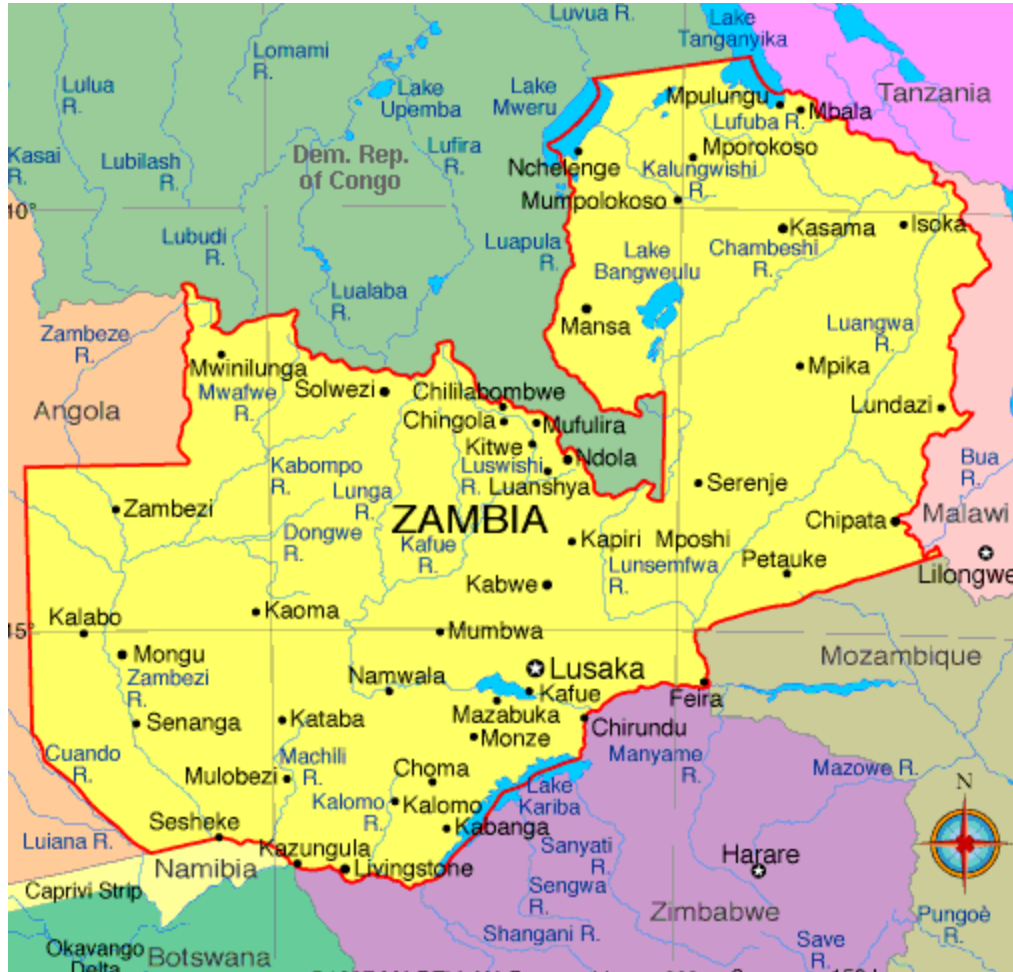 Luvua R.
Lake
Tanganyika
Lomami
R.
Lulua
R.
Lake
Upemba
Lake
Mweru
Tanzania
Mpulungu
Mbala
Lufuba R.
Kasai
R.
Lubilash
R.
Dem. Rep.
of Congo
Lufira
R.
Nchelenge
Mporokoso
Kalungwishi
R.
Mumpolokoso
10°
Lubudi
R.
Luapula
R.
Kasama
Isoka
Lake
Bangweulu
Chambeshi
R.
Lualaba
R.
Mansa
Zambeze
R.
Luangwa
R.
Mwinilunga
Mwafwe
R.
Solwezi
Chililabombwe
Mpika
Angola
Chingola
Mufulira
Lundazi
Kitwe
Ndola
Kabompo
R.
Luswishi
R.
Luanshya
Bua
R.
Lunga
R.
Serenje
Zambezi
ZAMBIA
Chipata
Malawi
Dongwe
R.
Kafue
R.
Kapiri Mposhi
Petauke
Lunsemfwa
R.
Lilongwe
Kabwe
Kalabo
Kaoma
15°
Mumbwa
Mongu
Zambezi
R.
Namwala
Lusaka
Mozambique
Kafue
Feira
Senanga
Kataba
Mazabuka
Chirundu
Monze
Cuando
R.
Machili
R.
Manyame
R.
Mazowe R.
Mulobezi
Choma
Lake
Kariba
N
Kalomo
R.
Kalomo
Sesheke
Kabanga
Luiana R.
Kazungula
Sanyati
R.
Harare
Namibia
Livingstone
Caprivi Strip
Sengwa
R.
Zimbabwe
Pungoè
R.
Shangani R.
Save
R.
Okavango
Delta
Botswana